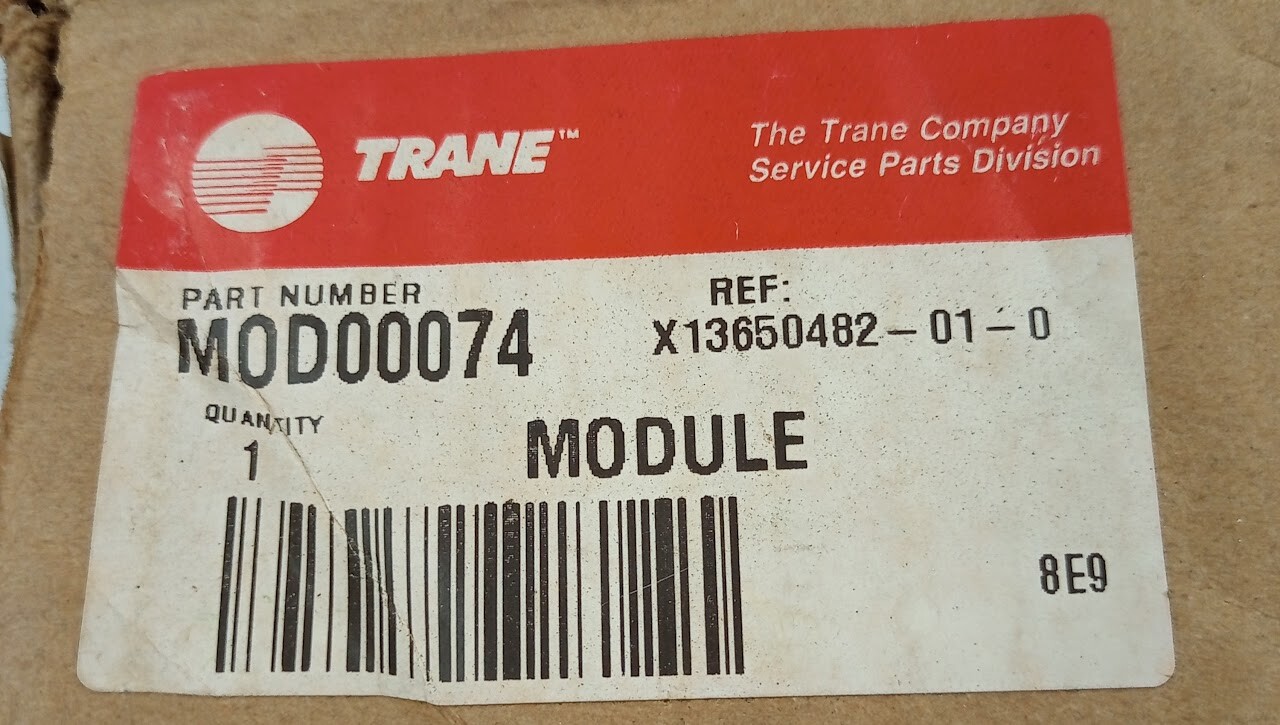 TRANE™
The Trane Company
Service Parts Division
PART NUMBER
MOD00074
REF:
X13650482-01-0
QUANTITY
1
MODULE
8E9